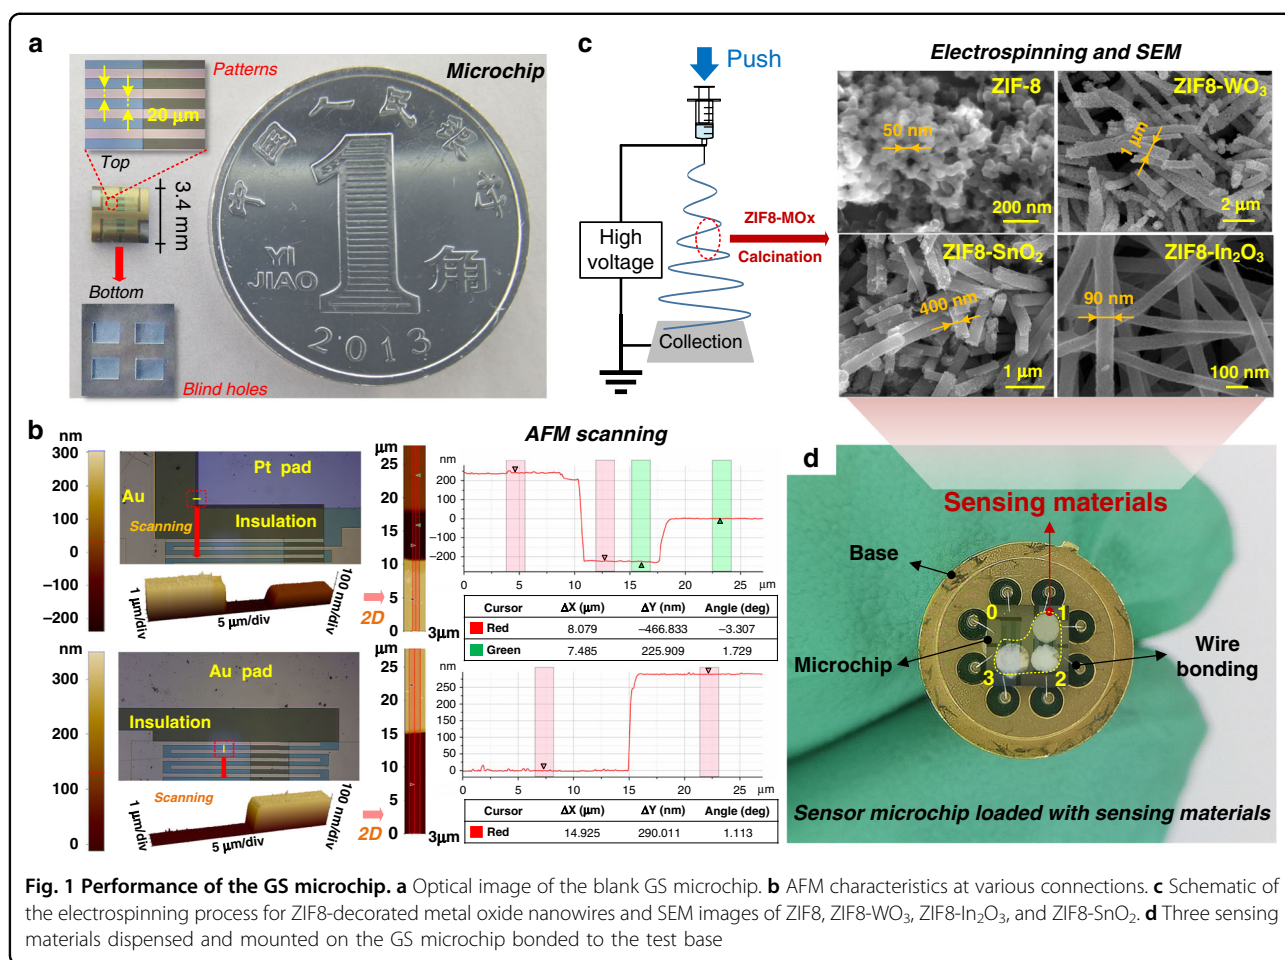 a
Patterns
20 µm
Top
3.4 mm
Bottom
Blind holes
Microchip
中国人民银行
YI
JIAO
1
角
2013
c
Push
High
voltage
Collection
ZIF8-MOx
Calcination
Electrospinning and SEM
ZIF-8
50 nm
200 nm
ZIF8-WO₃
1 µm
2 µm
ZIF8-SnO₂
400 nm
1 µm
ZIF8-In₂O₃
90 nm
100 nm
b
AFM scanning
nm
300
200
100
0
−100
−200
Pt pad
Au
Insulation
Scanning
1 µm/div
5 µm/div
100 nm/div
2D
µm
25
20
15
10
5
0
3µm
nm
200
100
0
−100
−200
0 5 10 15 20 25 µm
Cursor ΔX (µm) ΔY (nm) Angle (deg)
Red 8.079 −466.833 −3.307
Green 7.485 225.909 1.729
nm
300
200
100
0
Au pad
Insulation
Scanning
1 µm/div
5 µm/div
100 nm/div
2D
µm
25
20
15
10
5
0
3µm
nm
250
200
150
100
50
0
0 5 10 15 20 25 µm
Cursor ΔX (µm) ΔY (nm) Angle (deg)
Red 14.925 290.011 1.113
d
Sensing materials
Base
0
1
Microchip
3
2
Wire
bonding
Sensor microchip loaded with sensing materials
Fig. 1 Performance of the GS microchip. a Optical image of the blank GS microchip. b AFM characteristics at various connections. c Schematic of
the electrospinning process for ZIF8-decorated metal oxide nanowires and SEM images of ZIF8, ZIF8-WO₃, ZIF8-In₂O₃, and ZIF8-SnO₂. d Three sensing
materials dispensed and mounted on the GS microchip bonded to the test base